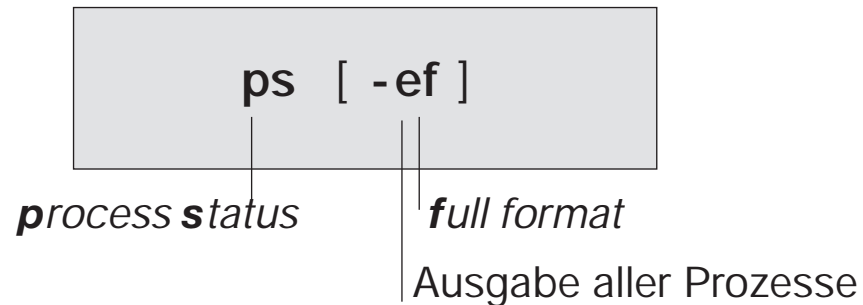 ps [ -ef ]
process status full format
Ausgabe aller Prozesse